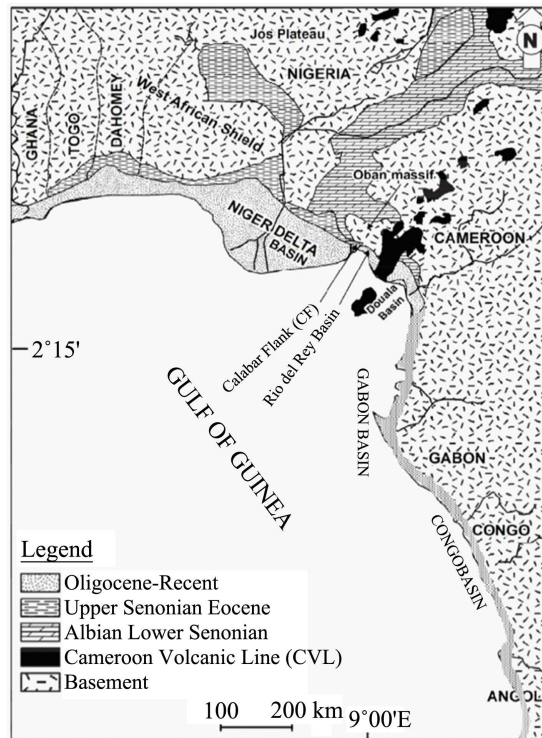 N
Jos Plateau
NIGERIA
GHANA
TOGO
DAHOMEY
West African Shield
Oban massif
NIGER DELTA
BASIN
CAMEROON
Douala
Basin
Calabar Flank (CF)
Rio del Rey Basin
2°15'
GULF OF GUINEA
GABON BASIN
GABON
CONGO
CONGOBASIN
ANGOL
Legend
Oligocene-Recent
Upper Senonian Eocene
Albian Lower Senonian
Cameroon Volcanic Line (CVL)
Basement
100 200 km
9°00'E